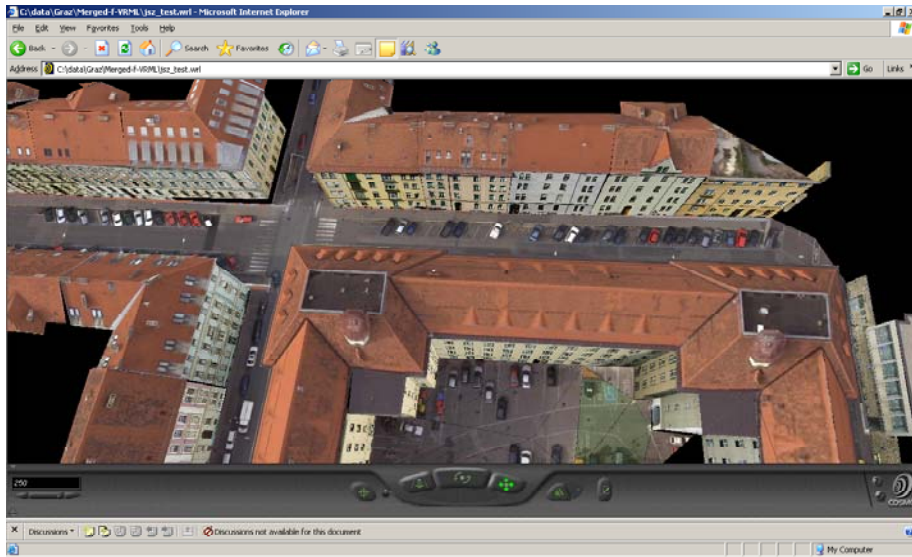 C:\data\Graz\Merged-f-VRML\jsz_test.wrl - Microsoft Internet Explorer
File Edit View Favorites Tools Help
Back Search Favorites
Address C:\data\Graz\Merged-f-VRML\jsz_test.wrl Go Links
250
COSMO
Discussions Discussions not available for this document
My Computer